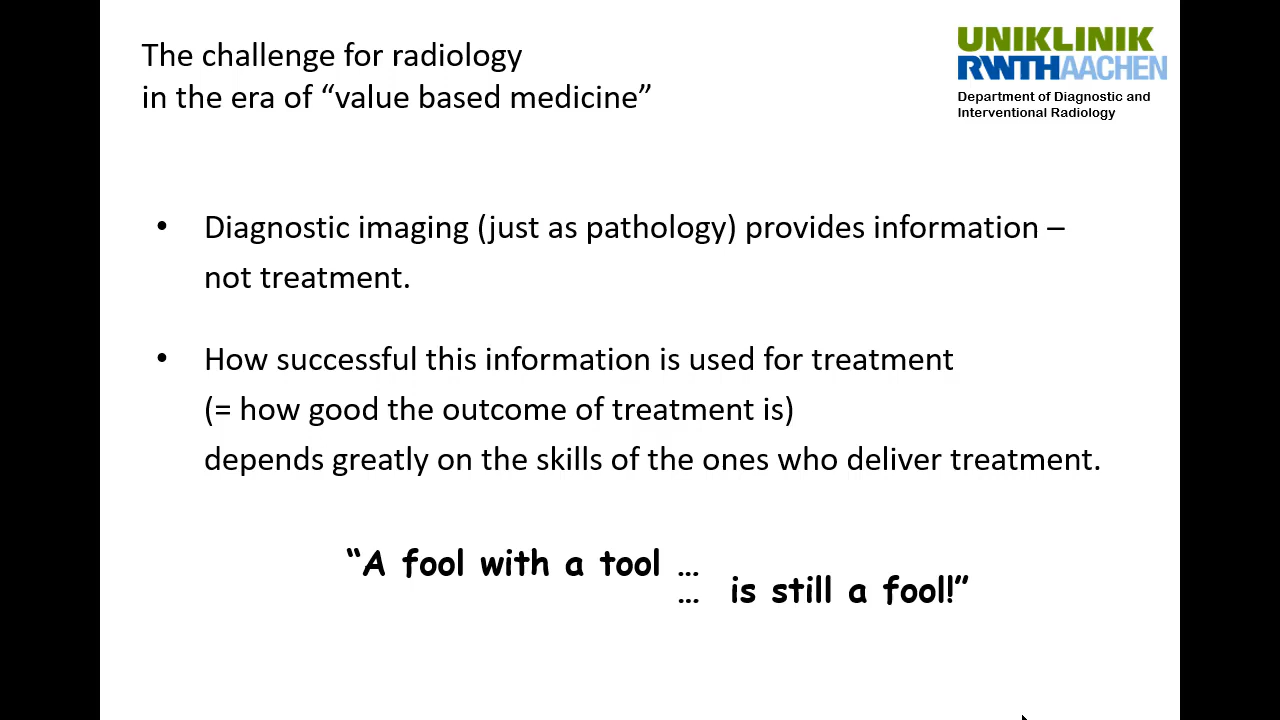 The challenge for radiology
in the era of “value based medicine”
UNIKLINIK
RWTHAACHEN
Department of Diagnostic and
Interventional Radiology
• Diagnostic imaging (just as pathology) provides information –
not treatment.
• How successful this information is used for treatment
(= how good the outcome of treatment is)
depends greatly on the skills of the ones who deliver treatment.
“A fool with a tool …
… is still a fool!”